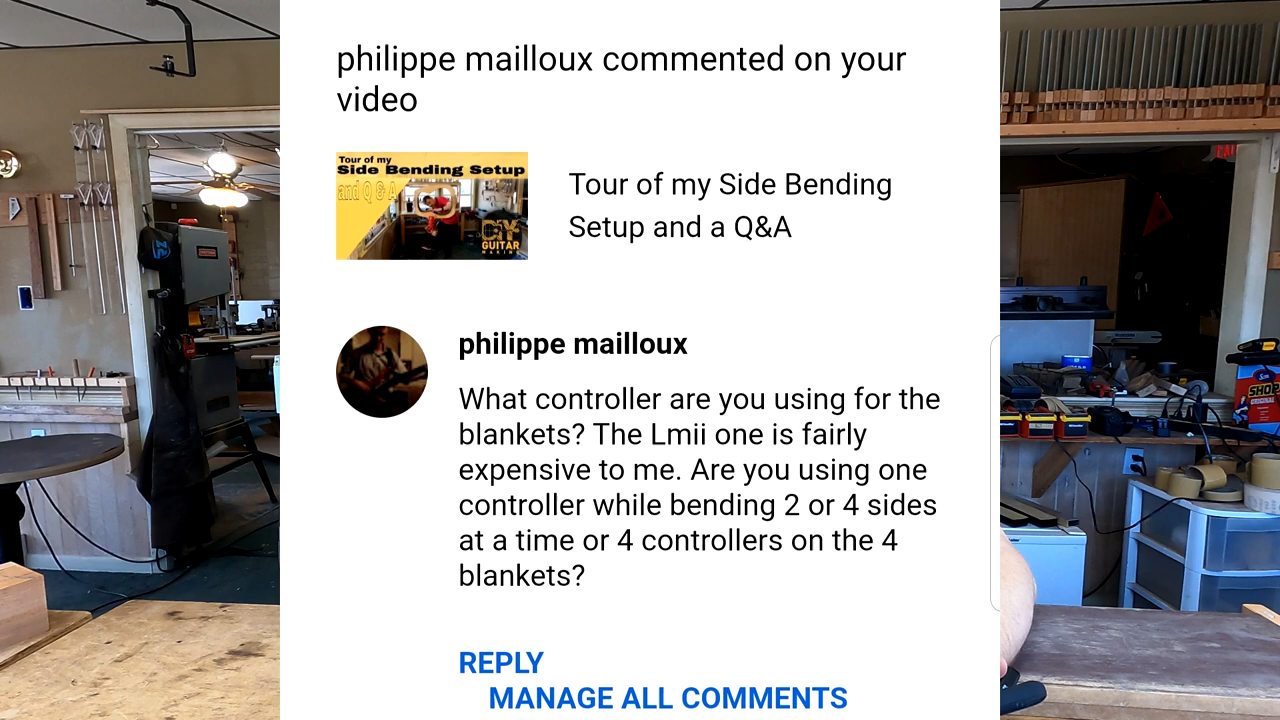 philippe mailloux commented on your
video
Tour of my
Side Bending Setup
and Q & A
DIY
GUITAR
MAKING
Tour of my Side Bending
Setup and a Q&A
philippe mailloux
What controller are you using for the
blankets? The Lmii one is fairly
expensive to me. Are you using one
controller while bending 2 or 4 sides
at a time or 4 controllers on the 4
blankets?
REPLY
MANAGE ALL COMMENTS
SHOP